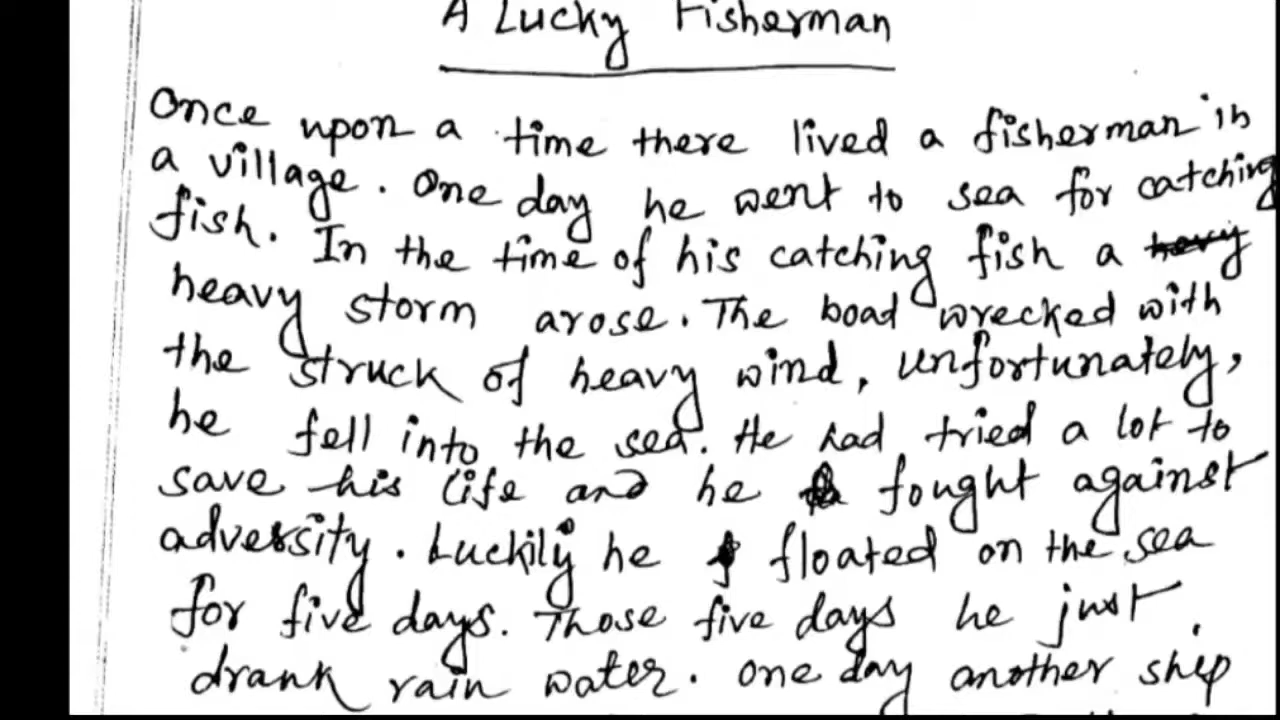 A Lucky Fisherman
Once upon a time there lived a fisherman in
a village. One day he went to sea for catching
fish. In the time of his catching fish a hevy
heavy storm arose. The boad wrecked with
the struck of heavy wind, unfortunately,
he fell into the sea. He had tried a lot to
save his life and he fought against
adversity. Luckily he floated on the sea
for five days. Those five days he just
drank rain water. One day another ship